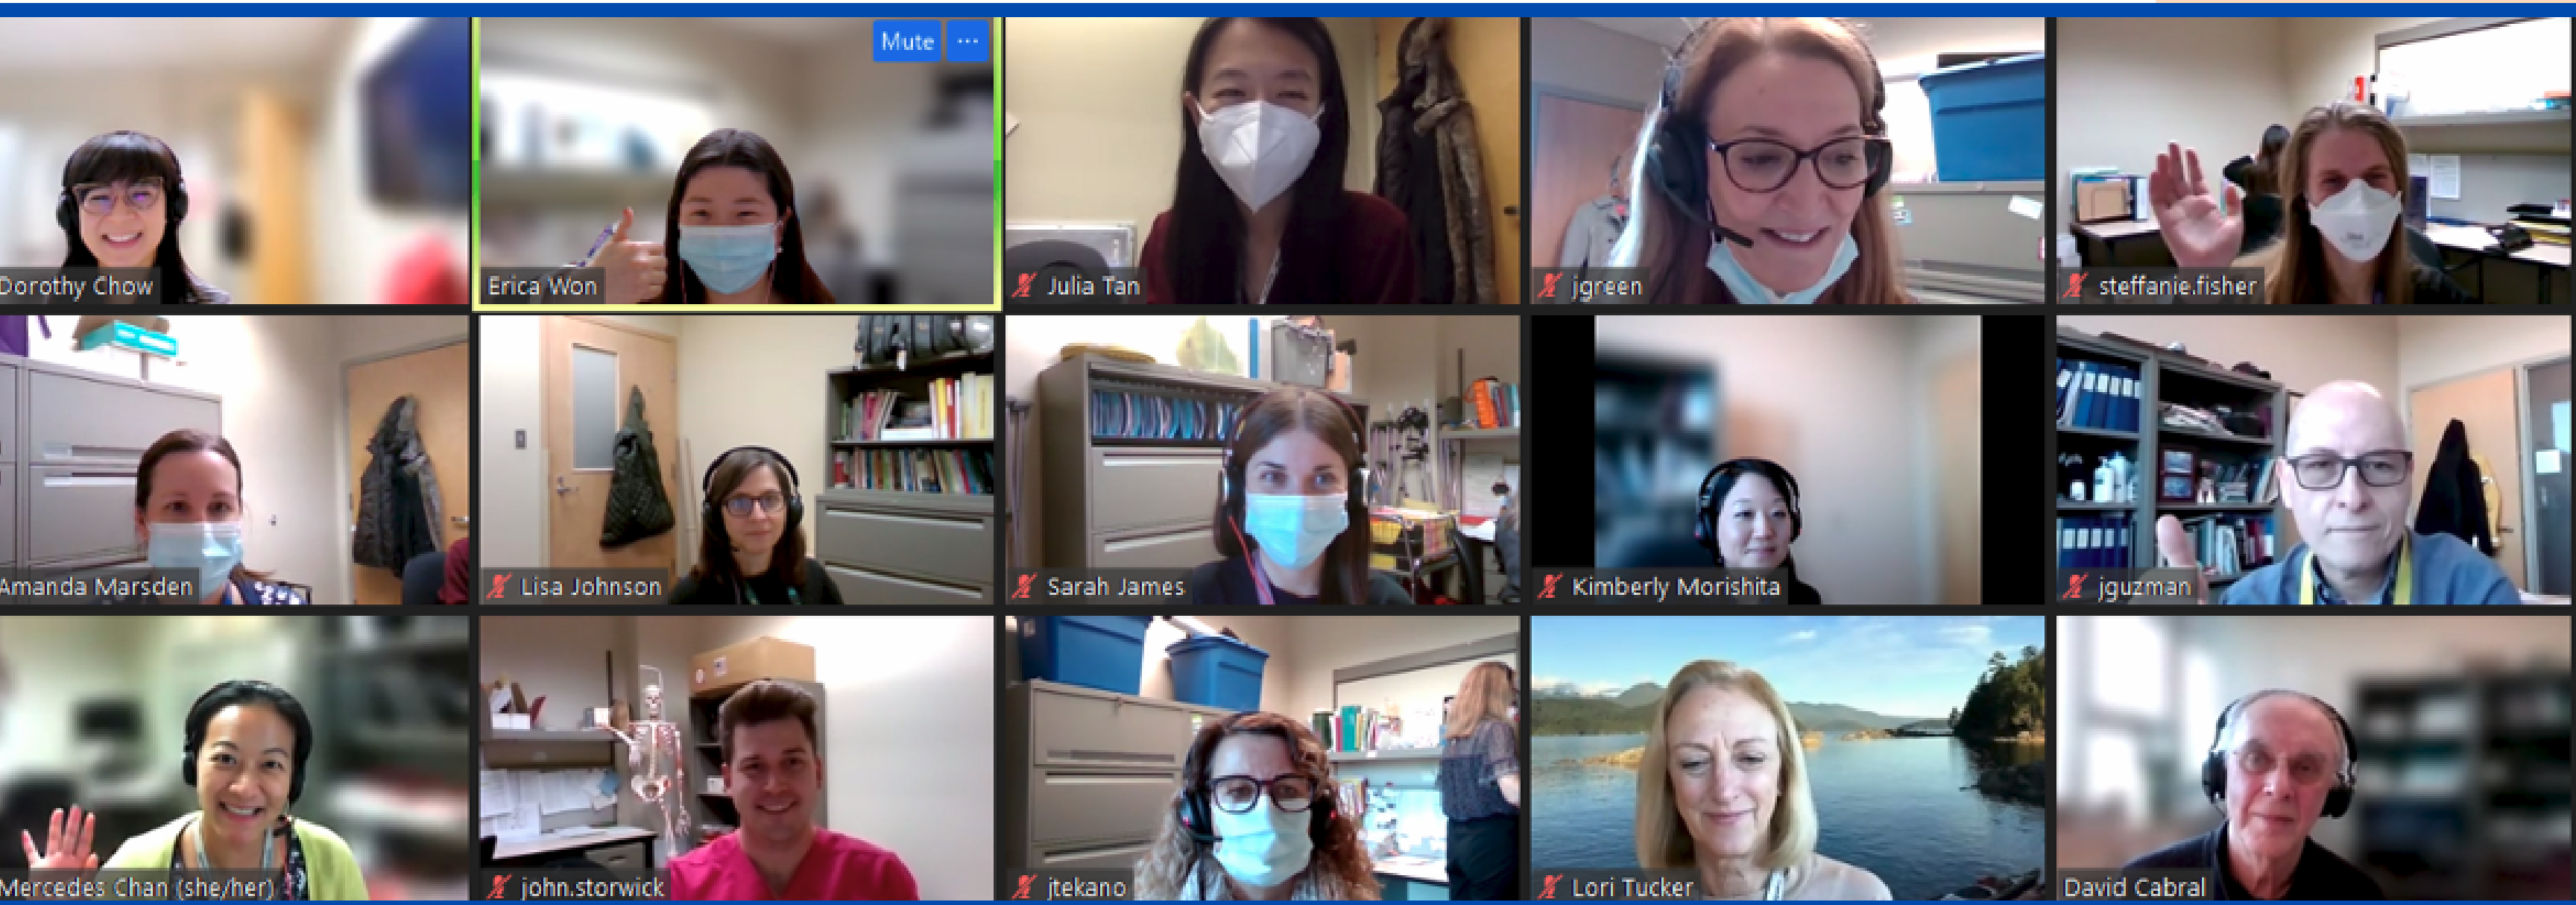 Mute ...
Dorothy Chow
Erica Won
Julia Tan
jgreen
steffanie.fisher
Amanda Marsden
Lisa Johnson
Sarah James
Kimberly Morishita
jguzman
Mercedes Chan (she/her)
john.storwick
jtekano
Lori Tucker
David Cabral